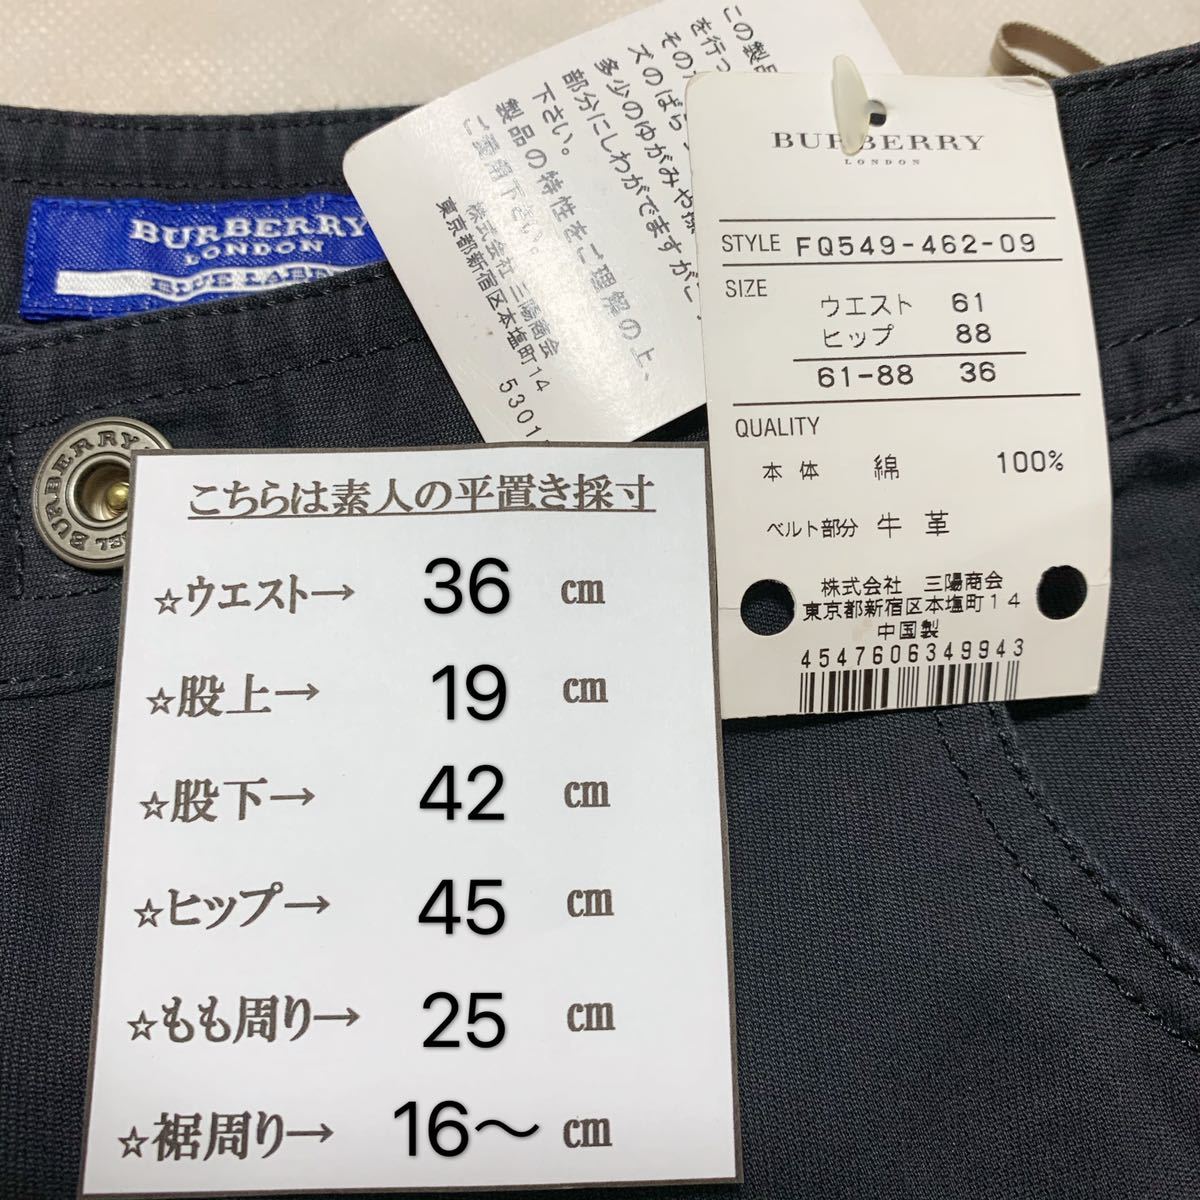 BURBERRY
LONDON
BLUE LABEL
この製品
を行っ
その
ズのばら
多少のゆがみや
部分にしわがでますがご
下さい。
製品の特性をご理解の上、
ご愛用下さい。
株式会社三陽商会
東京都新宿区本塩町14
5301
BURBERRY
LONDON
STYLE FQ549-462-09
SIZE
ウエスト 61
ヒップ 88
61-88 36
QUALITY
本体 綿 100%
ベルト部分 牛革
株式会社 三陽商会
東京都新宿区本塩町14
中国製
4547606349943
BURBERRY
こちらは素人の平置き採寸
☆ウエスト→ 36 ㎝
☆股上→ 19 ㎝
☆股下→ 42 ㎝
☆ヒップ→ 45 ㎝
☆もも周り→ 25 ㎝
☆裾周り→ 16〜 ㎝